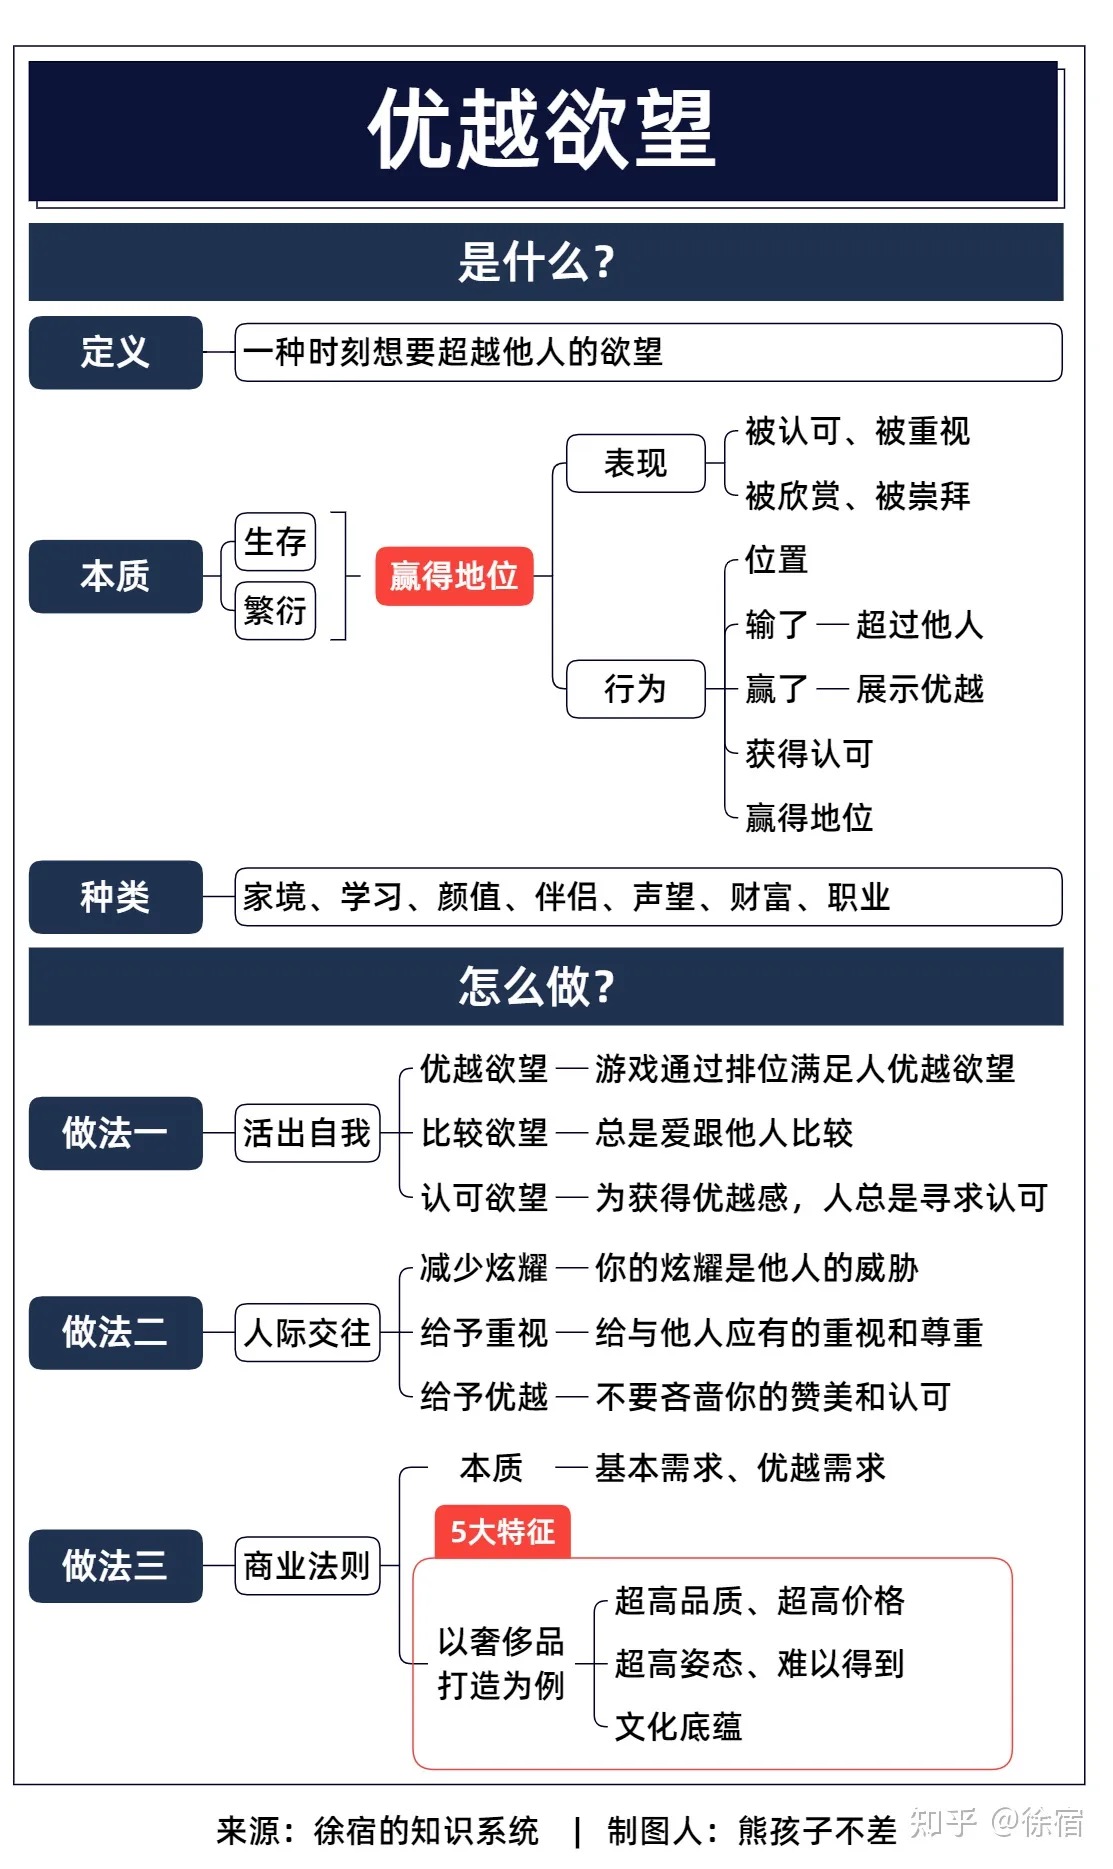 优越欲望
是什么？
定义
一种时刻想要超越他人的欲望
本质
生存
繁衍
赢得地位
表现
被认可、被重视
被欣赏、被崇拜
行为
位置
输了 — 超过他人
赢了 — 展示优越
获得认可
赢得地位
种类
家境、学习、颜值、伴侣、声望、财富、职业
怎么做？
做法一
活出自我
优越欲望 — 游戏通过排位满足人优越欲望
比较欲望 — 总是爱跟他人比较
认可欲望 — 为获得优越感，人总是寻求认可
做法二
人际交往
减少炫耀 — 你的炫耀是他人的威胁
给予重视 — 给与他人应有的重视和尊重
给予优越 — 不要吝啬你的赞美和认可
做法三
商业法则
本质 — 基本需求、优越需求
5大特征
以奢侈品
打造为例
超高品质、超高价格
超高姿态、难以得到
文化底蕴
来源：徐宿的知识系统 | 制图人：熊孩子不差
知乎 @徐宿